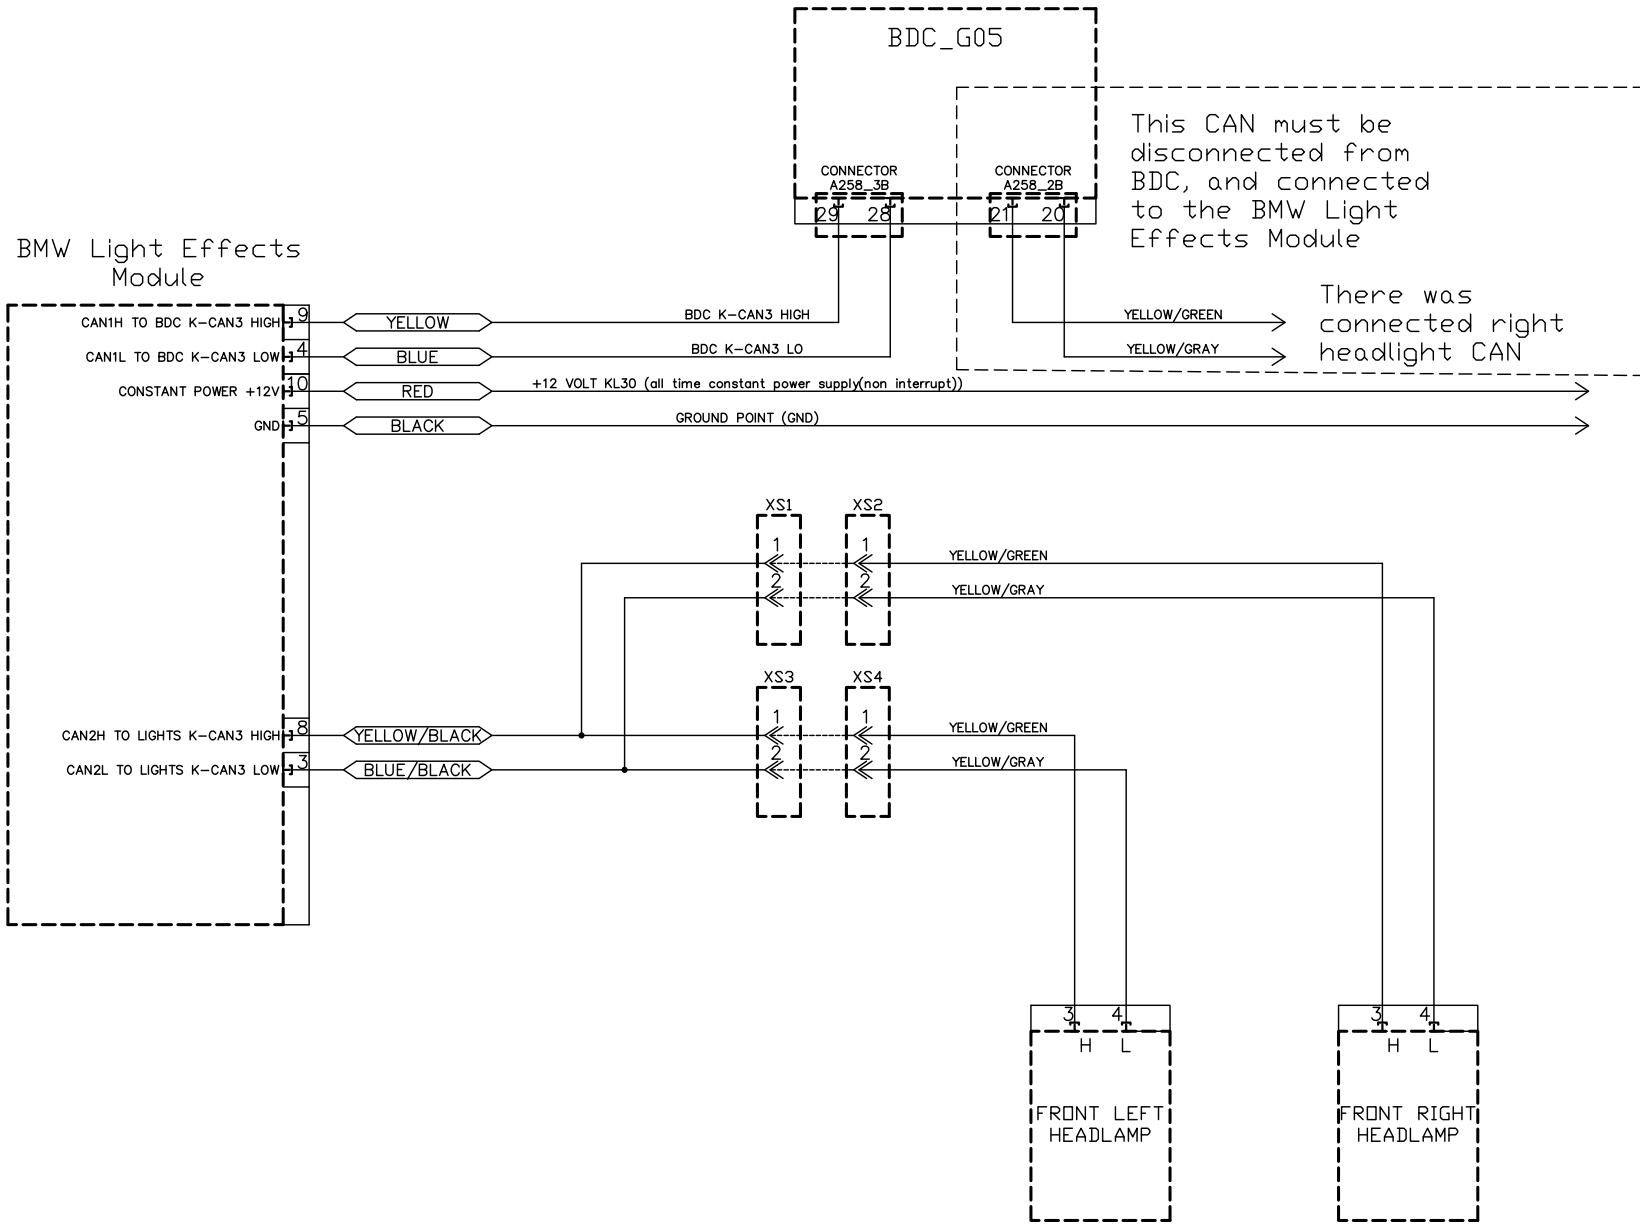 BDC_G05
This CAN must be
disconnected from
BDC, and connected
to the BMW Light
Effects Module
CONNECTOR
A258_3B
CONNECTOR
A258_2B
29
28
21
20
BMW Light Effects
Module
There was
connected right
headlight CAN
CAN1H TO BDC K-CAN3 HIGH
9
YELLOW
BDC K-CAN3 HIGH
YELLOW/GREEN
CAN1L TO BDC K-CAN3 LOW
4
BLUE
BDC K-CAN3 LO
YELLOW/GRAY
CONSTANT POWER +12V
10
RED
+12 VOLT KL30 (all time constant power supply(non interrupt))
GND
5
BLACK
GROUND POINT (GND)
XS1
XS2
1
1
YELLOW/GREEN
2
2
YELLOW/GRAY
XS3
XS4
CAN2H TO LIGHTS K-CAN3 HIGH
8
YELLOW/BLACK
1
1
YELLOW/GREEN
CAN2L TO LIGHTS K-CAN3 LOW
3
BLUE/BLACK
2
2
YELLOW/GRAY
3
4
H
L
FRONT LEFT
HEADLAMP
3
4
H
L
FRONT RIGHT
HEADLAMP